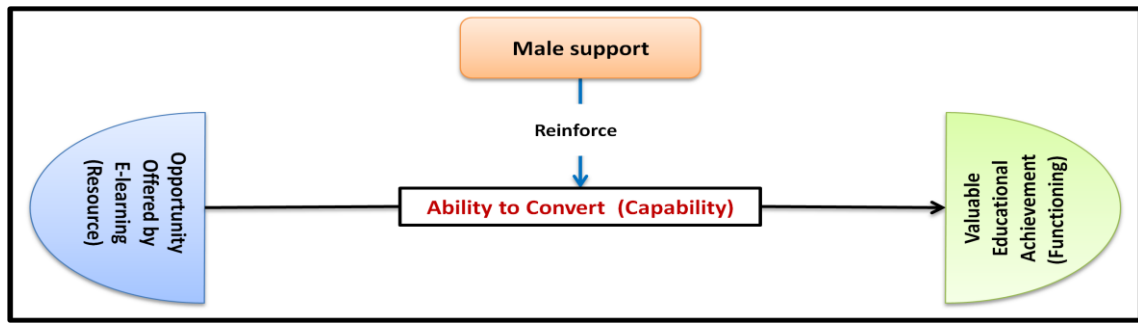 Male support
Reinforce
Opportunity
Offered by
E-learning
(Resource)
Ability to Convert (Capability)
Valuable
Educational
Achievement
(Functioning)